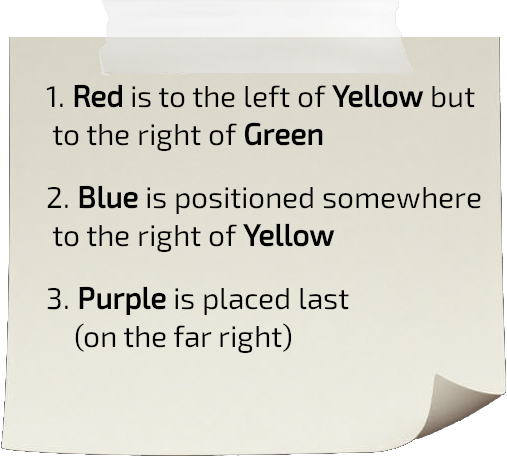 1. Red is to the left of Yellow but
to the right of Green
2. Blue is positioned somewhere
to the right of Yellow
3. Purple is placed last
(on the far right)